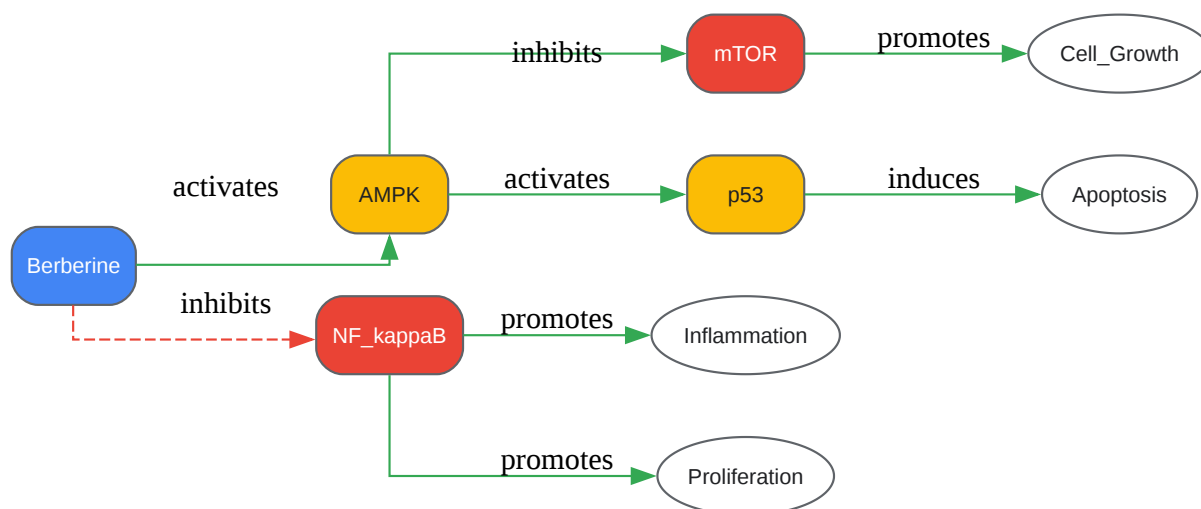 inhibits
mTOR
promotes
Cell_Growth
activates
AMPK
activates
p53
induces
Apoptosis
Berberine
inhibits
NF_kappaB
promotes
Inflammation
promotes
Proliferation